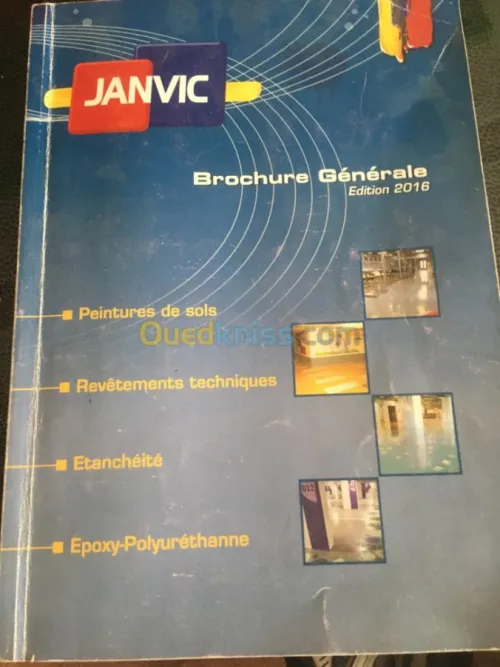 JANVIC
Brochure Générale
Edition 2016
Peintures de sols
Ouedkniss.com
Revêtements techniques
Etanchéité
Epoxy-Polyuréthanne